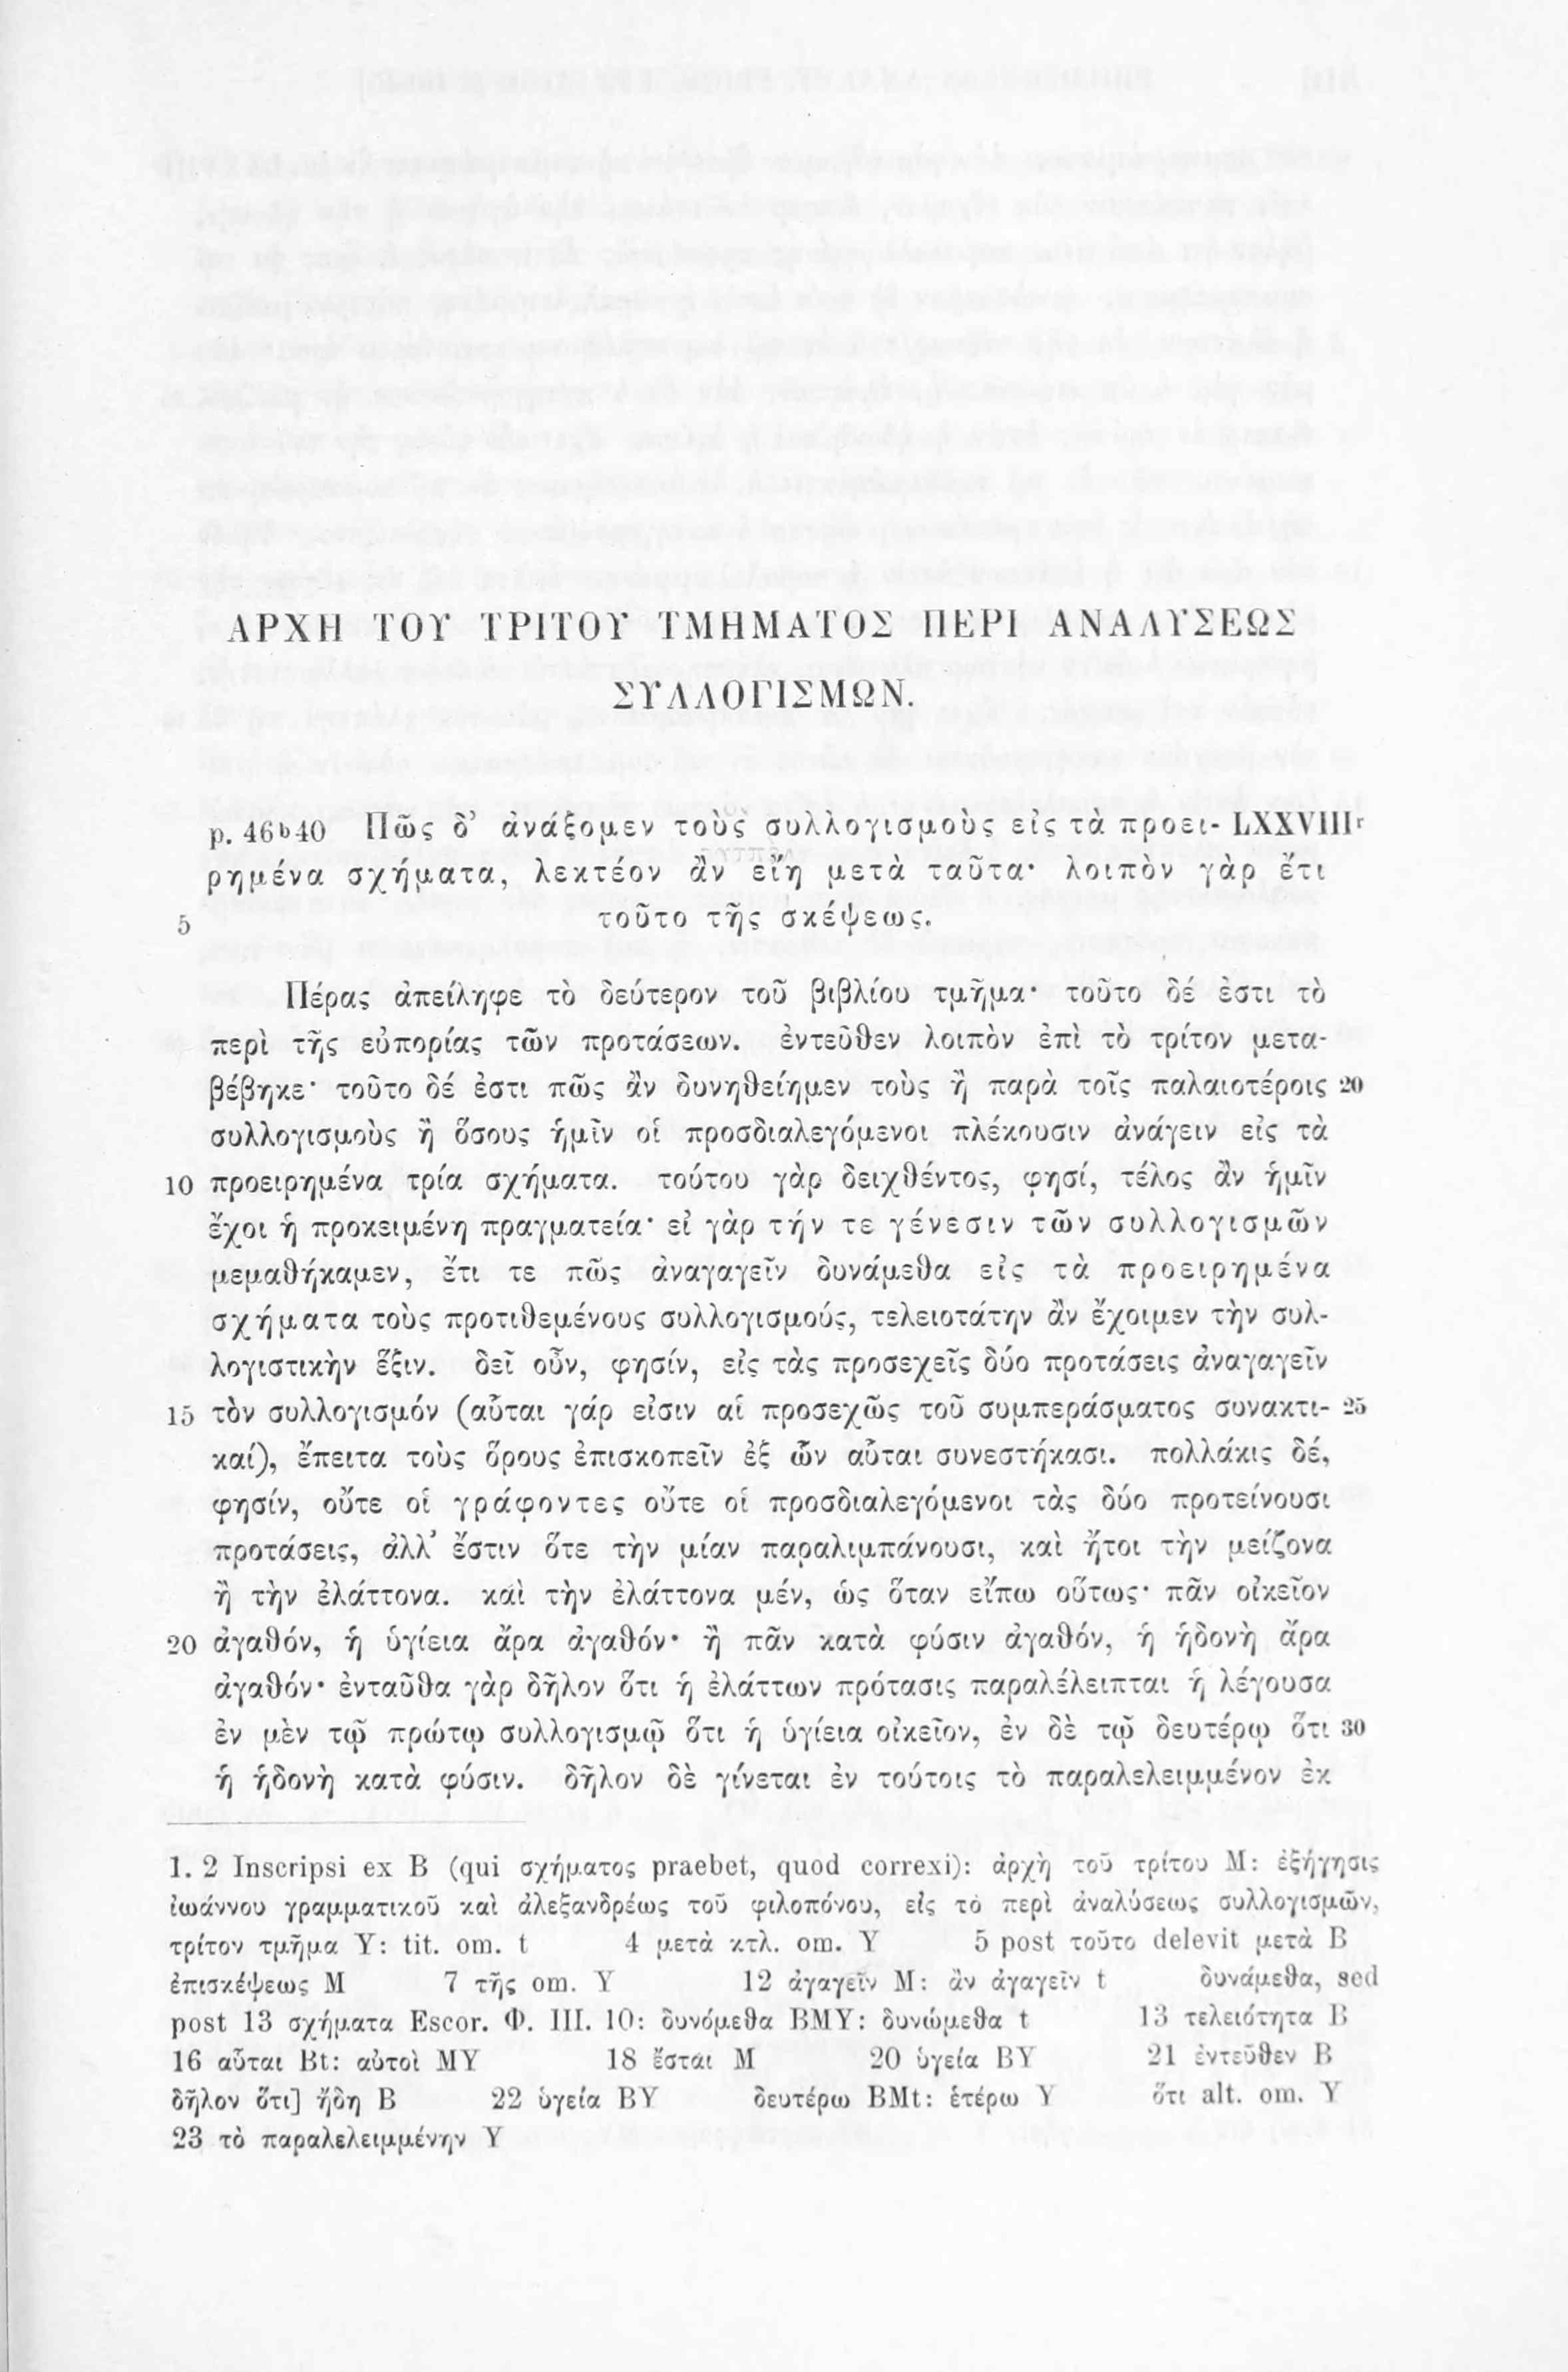 ΑΡΧΗ ΤΟΥ ΤΡΙΤΟΥ ΤΜΗΜΑΤΟΣ ΠΕΡΙ ΑΝΑΛΥΣΕΩΣ
ΣΥΛΛΟΓΙΣΜΩΝ.
p. 46b40 Πῶς δ’ ἀνάξομεν τοὺς συλλογισμοὺς εἰς τὰ προει- LXXVIIIr
ρημένα σχήματα, λεκτέον ἂν εἴη μετὰ ταῦτα· λοιπὸν γὰρ ἔτι
5 τοῦτο τῆς σκέψεως.
Πέρας ἀπείληφε τὸ δεύτερον τοῦ βιβλίου τμῆμα· τοῦτο δέ ἐστι τὸ
περὶ τῆς εὐπορίας τῶν προτάσεων. ἐντεῦθεν λοιπὸν ἐπὶ τὸ τρίτον μετα-
βέβηκε· τοῦτο δέ ἐστι πῶς ἂν δυνηθείημεν τοὺς ἢ παρὰ τοῖς παλαιοτέροις 20
συλλογισμοὺς ἢ ὅσους ἡμῖν οἱ προσδιαλεγόμενοι πλέκουσιν ἀνάγειν εἰς τὰ
10 προειρημένα τρία σχήματα. τούτου γὰρ δειχθέντος, φησί, τέλος ἂν ἡμῖν
ἔχοι ἡ προκειμένη πραγματεία· εἰ γὰρ τήν τε γένεσιν τῶν συλλογισμῶν
μεμαθήκαμεν, ἔτι τε πῶς ἀναγαγεῖν δυνάμεθα εἰς τὰ προειρημένα
σχήματα τοὺς προτιθεμένους συλλογισμούς, τελειοτάτην ἂν ἔχοιμεν τὴν συλ-
λογιστικὴν ἕξιν. δεῖ οὖν, φησίν, εἰς τὰς προσεχεῖς δύο προτάσεις ἀναγαγεῖν
15 τὸν συλλογισμόν (αὗται γάρ εἰσιν αἱ προσεχῶς τοῦ συμπεράσματος συνακτι- 25
καί), ἔπειτα τοὺς ὅρους ἐπισκοπεῖν ἐξ ὧν αὗται συνεστήκασι. πολλάκις δέ,
φησίν, οὔτε οἱ γράφοντες οὔτε οἱ προσδιαλεγόμενοι τὰς δύο προτείνουσι
προτάσεις, ἀλλ’ ἔστιν ὅτε τὴν μίαν παραλιμπάνουσι, καὶ ἤτοι τὴν μείζονα
ἢ τὴν ἐλάττονα. καὶ τὴν ἐλάττονα μέν, ὡς ὅταν εἴπω οὕτως· πᾶν οἰκεῖον
20 ἀγαθόν, ἡ ὑγίεια ἄρα ἀγαθόν· ἢ πᾶν κατὰ φύσιν ἀγαθόν, ἡ ἡδονὴ ἄρα
ἀγαθόν· ἐνταῦθα γὰρ δῆλον ὅτι ἡ ἐλάττων πρότασις παραλέλειπται ἡ λέγουσα
ἐν μὲν τῷ πρώτῳ συλλογισμῷ ὅτι ἡ ὑγίεια οἰκεῖον, ἐν δὲ τῷ δευτέρῳ ὅτι 30
ἡ ἡδονὴ κατὰ φύσιν. δῆλον δὲ γίνεται ἐν τούτοις τὸ παραλελειμμένον ἐκ
1. 2 Inscripsi ex B (qui σχήματος praebet, quod correxi): ἀρχὴ τοῦ τρίτου M: ἐξήγησις
ἰωάννου γραμματικοῦ καὶ ἀλεξανδρέως τοῦ φιλοπόνου, εἰς τὸ περὶ ἀναλύσεως συλλογισμῶν,
τρίτον τμῆμα Y: tit. om. t 4 μετὰ κτλ. om. Y 5 post τοῦτο delevit μετὰ B
ἐπισκέψεως M 7 τῆς om. Y 12 ἀγαγεῖν M: ἂν ἀγαγεῖν t δυνάμεθα, sed
post 13 σχήματα Escor. Φ. III. 10: δυνόμεθα BMY: δυνώμεθα t 13 τελειότητα B
16 αὗται Bt: αὐτοὶ MY 18 ἔσται M 20 ὑγεία BY 21 ἐντεῦθεν B
δῆλον ὅτι] ἤδη B 22 ὑγεία BY δευτέρω BMt: ἑτέρω Y ὅτι alt. om. Y
23 τὸ παραλελειμμένην Y